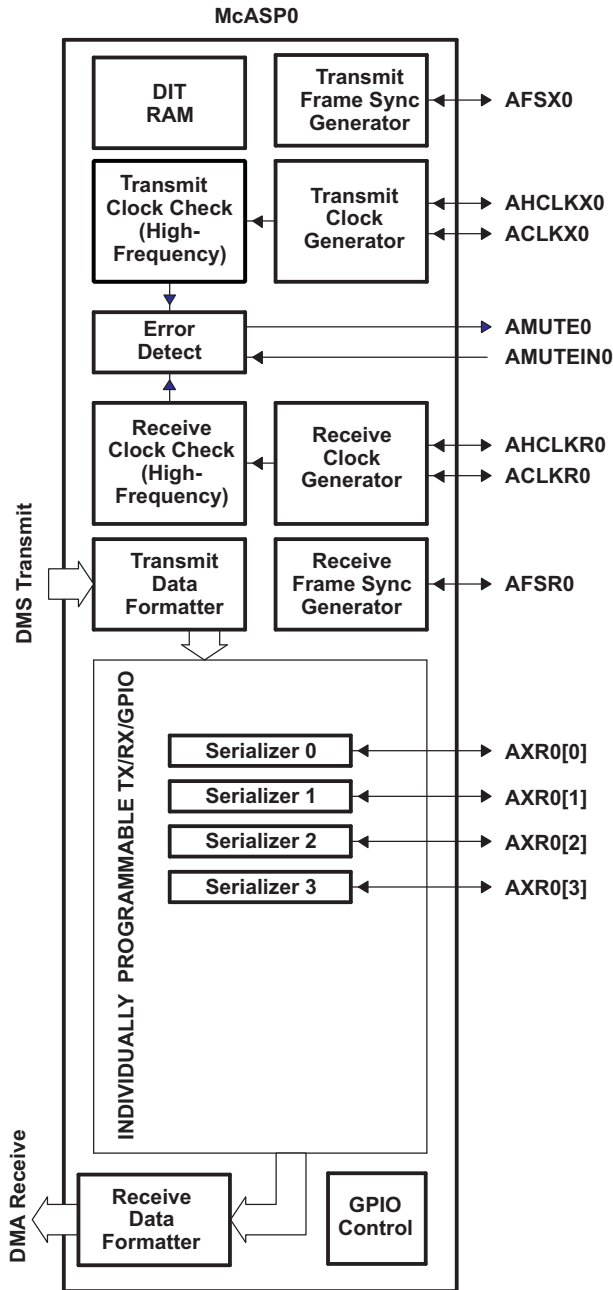 McASP0
DIT
RAM
Transmit
Frame Sync
Generator
AFSX0
Transmit
Clock Check
(High-
Frequency)
Transmit
Clock
Generator
AHCLKX0
ACLKX0
Error
Detect
AMUTE0
AMUTEIN0
Receive
Clock Check
(High-
Frequency)
Receive
Clock
Generator
AHCLKR0
ACLKR0
DMS Transmit
Transmit
Data
Formatter
Receive
Frame Sync
Generator
AFSR0
INDIVIDUALLY PROGRAMMABLE TX/RX/GPIO
Serializer 0
AXR0[0]
Serializer 1
AXR0[1]
Serializer 2
AXR0[2]
Serializer 3
AXR0[3]
DMA Receive
Receive
Data
Formatter
GPIO
Control